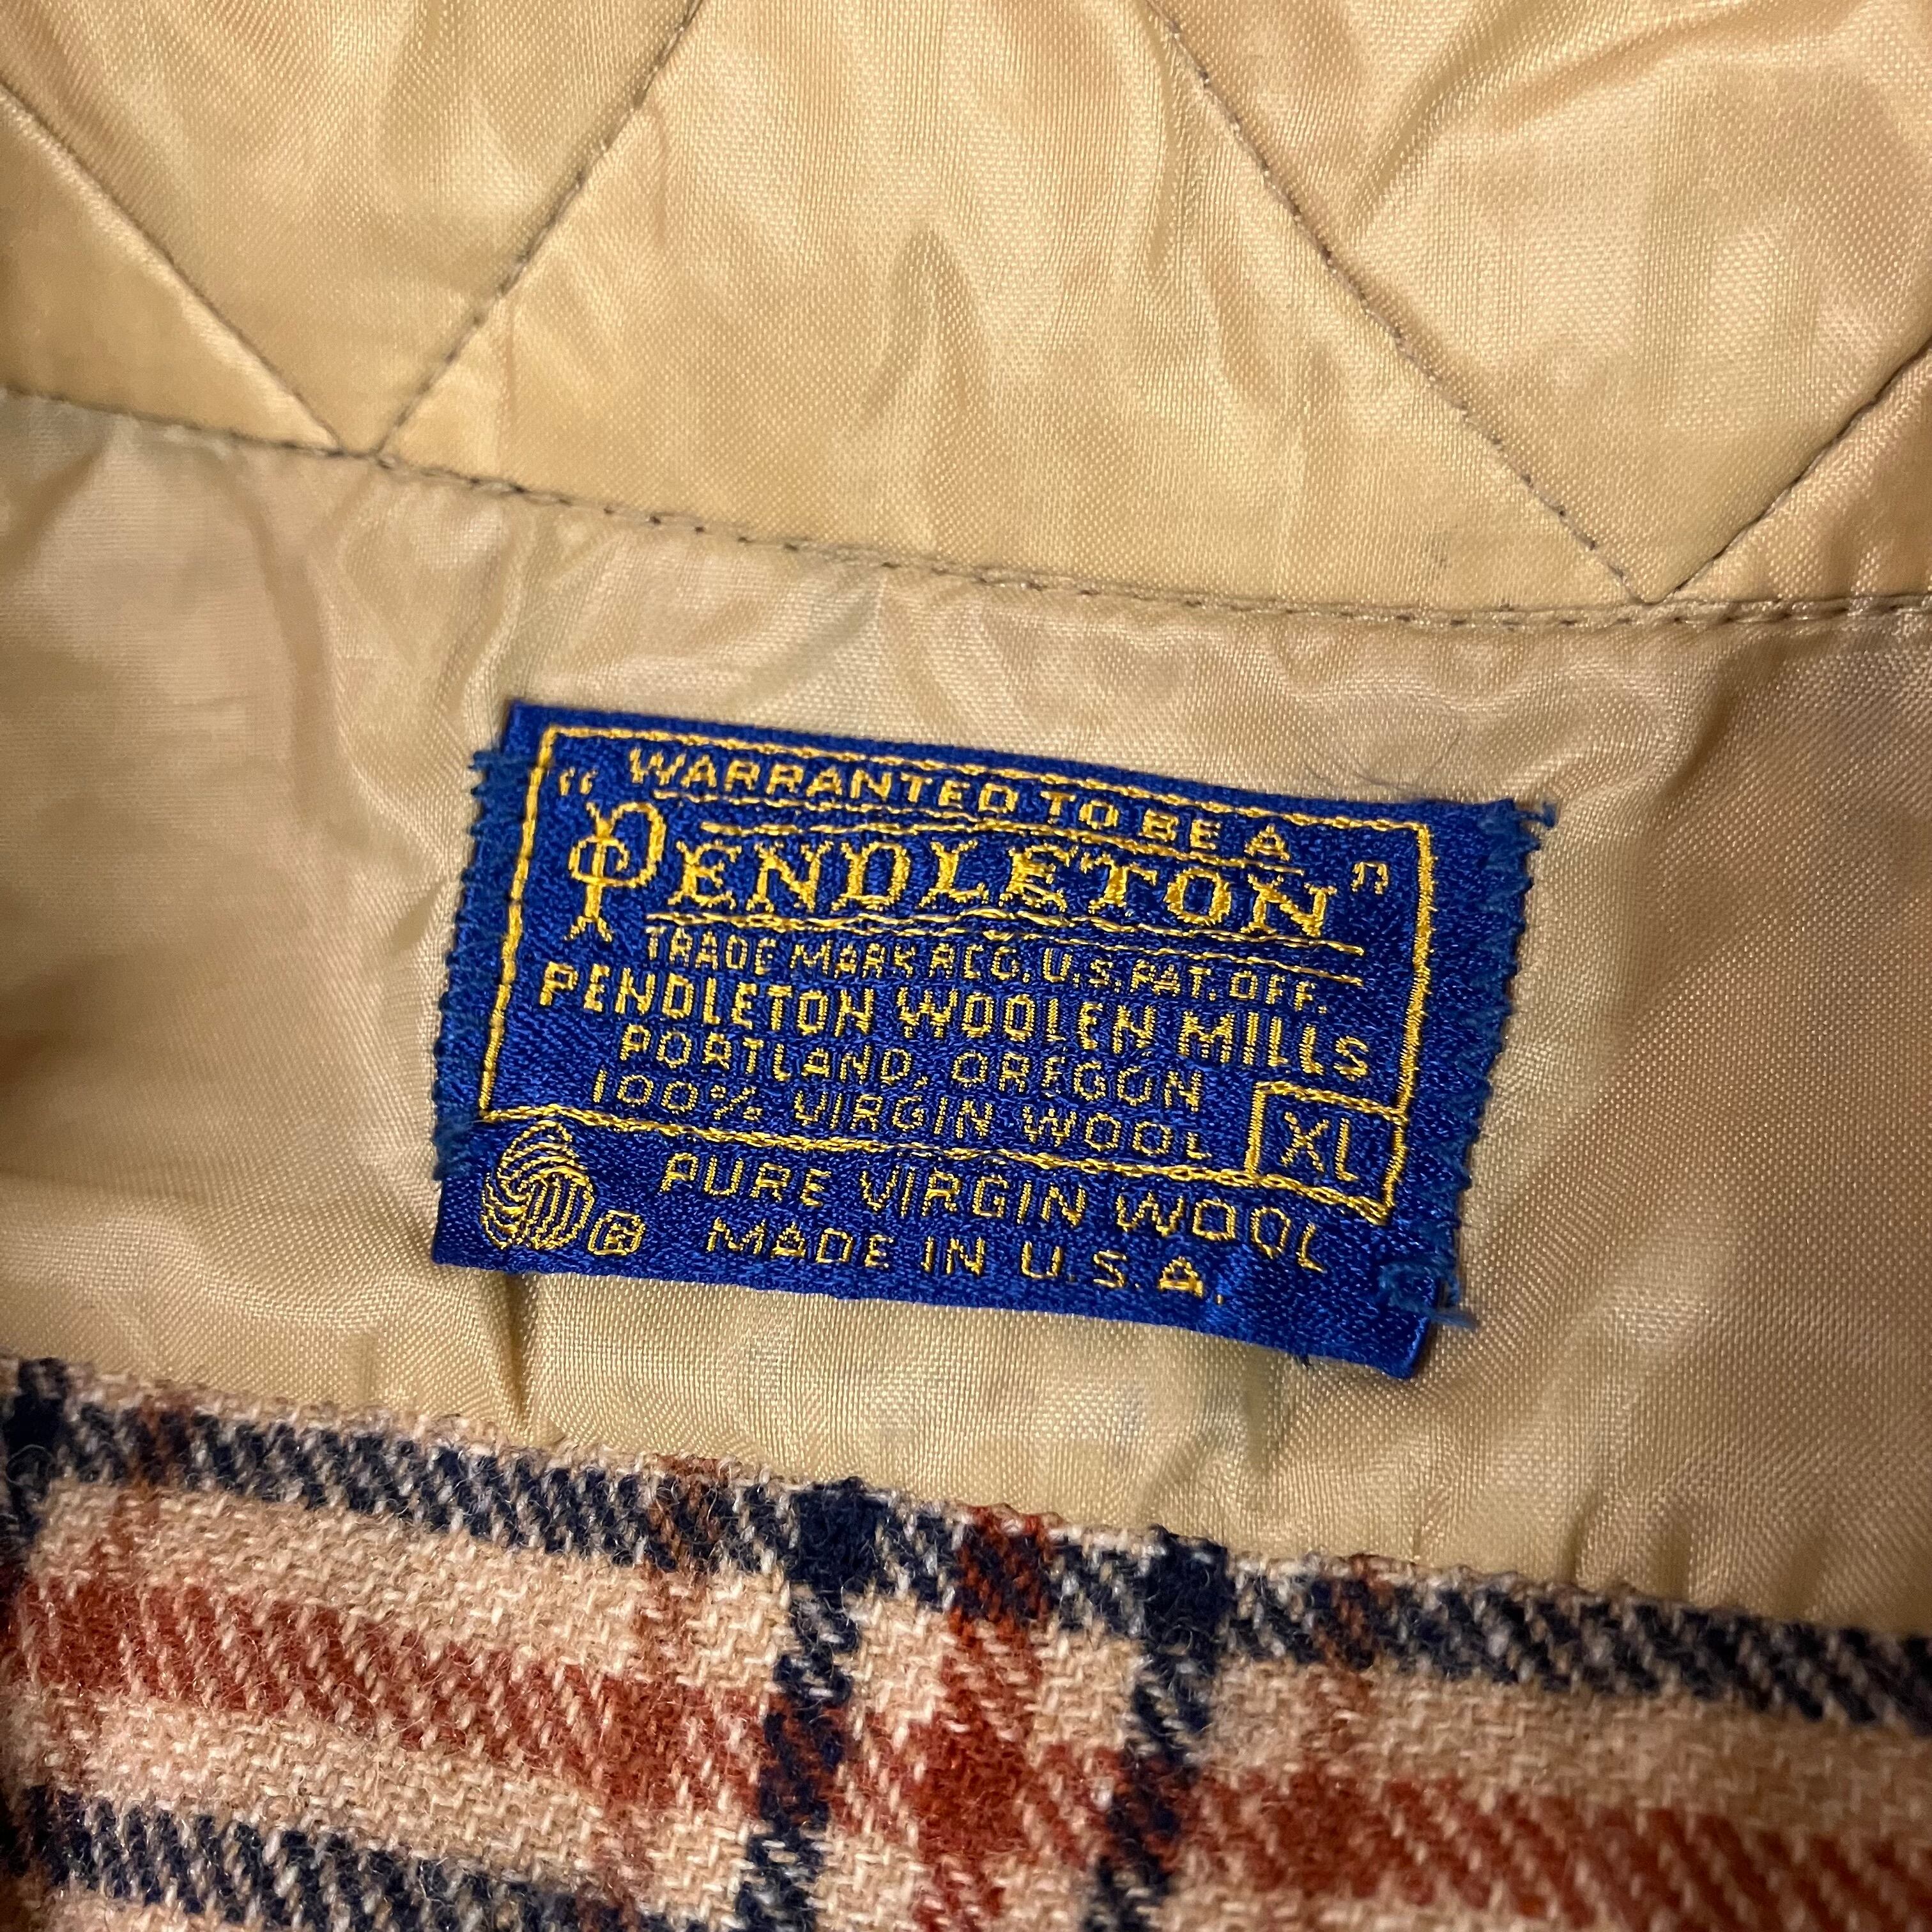 "WARRANTED TO BE A
PENDLETON"
TRADE MARK REG. U.S. PAT. OFF.
PENDLETON WOOLEN MILLS
PORTLAND, OREGON
100% VIRGIN WOOL XL
PURE VIRGIN WOOL
® MADE IN U.S.A.